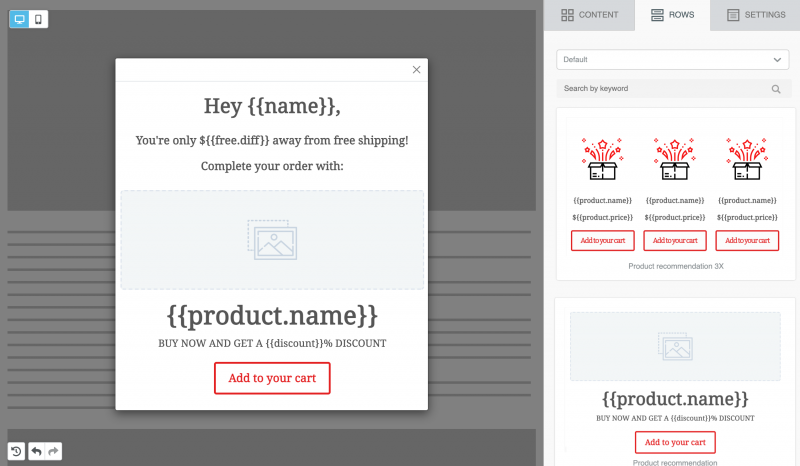 CONTENT
ROWS
SETTINGS
Default
Search by keyword
Hey {{name}},
You're only ${{free.diff}} away from free shipping!
Complete your order with:
{{product.name}}
BUY NOW AND GET A {{discount}}% DISCOUNT
Add to your cart
{{product.name}} {{product.name}} {{product.name}}
${{product.price}} ${{product.price}} ${{product.price}}
Add to your cart Add to your cart Add to your cart
Product recommendation 3X
{{product.name}}
BUY NOW AND GET A {{discount}}% DISCOUNT
Add to your cart
Product recommendation